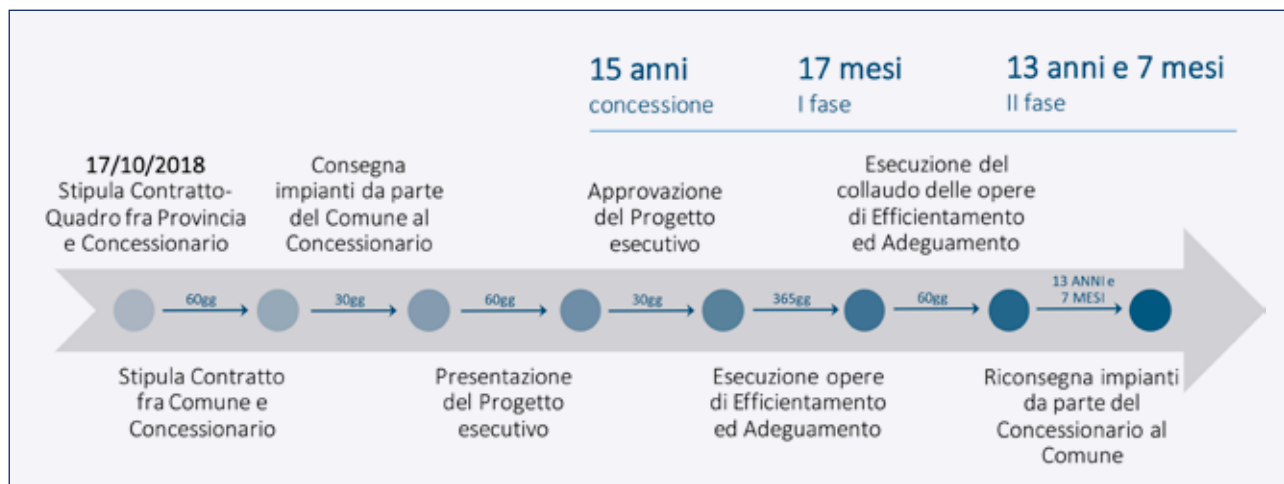 15 anni
concessione
17 mesi
I fase
13 anni e 7 mesi
II fase
17/10/2018
Stipula Contratto-
Quadro fra Provincia
e Concessionario
Consegna
impianti da parte
del Comune al
Concessionario
Approvazione
del Progetto
esecutivo
Esecuzione del
collaudo delle opere
di Efficientamento
ed Adeguamento
60gg
30gg
60gg
30gg
365gg
60gg
13 ANNI e
7 MESI
Stipula Contratto
fra Comune e
Concessionario
Presentazione
del Progetto
esecutivo
Esecuzione opere
di Efficientamento
ed Adeguamento
Riconsegna impianti
da parte del
Concessionario al
Comune